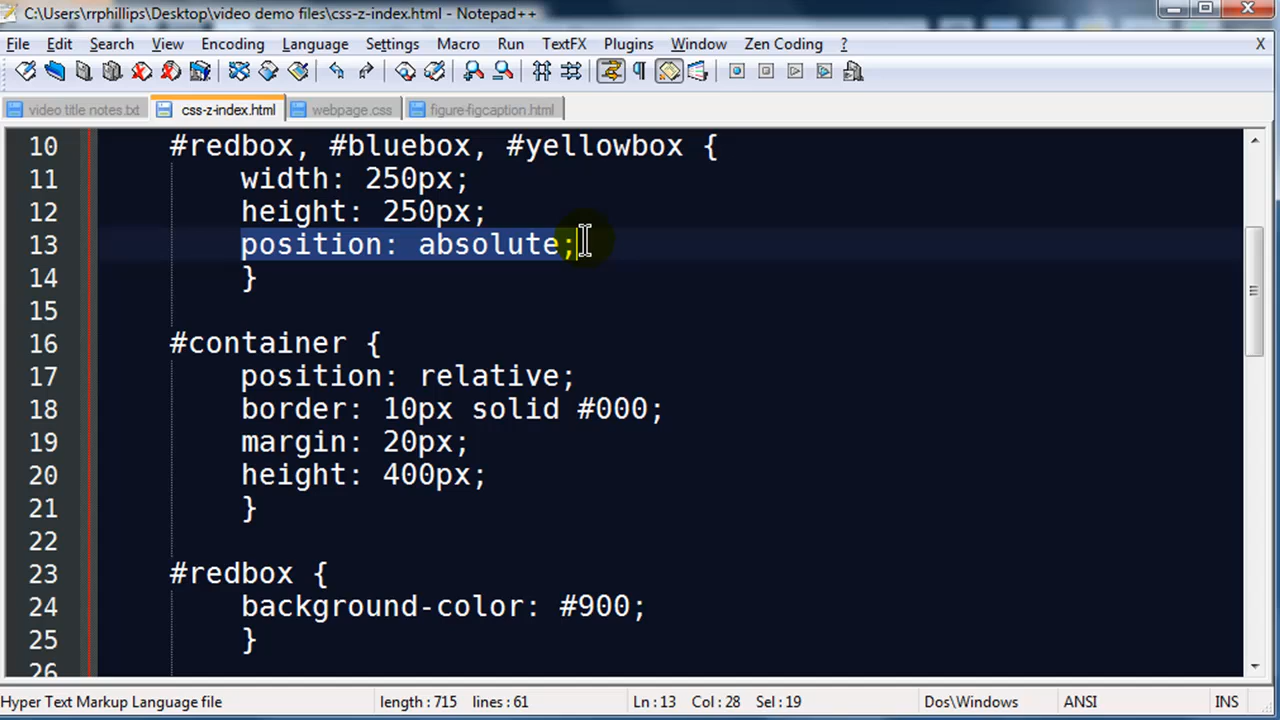 C:\Users\rrphillips\Desktop\video demo files\css-z-index.html - Notepad++
File Edit Search View Encoding Language Settings Macro Run TextFX Plugins Window Zen Coding ? X
video title notes.txt css-z-index.html webpage.css figure-figcaption.html
10 #redbox, #bluebox, #yellowbox {
11 width: 250px;
12 height: 250px;
13 position: absolute;
14 }
15
16 #container {
17 position: relative;
18 border: 10px solid #000;
19 margin: 20px;
20 height: 400px;
21 }
22
23 #redbox {
24 background-color: #900;
25 }
26
Hyper Text Markup Language file length : 715 lines : 61 Ln : 13 Col : 28 Sel : 19 Dos\Windows ANSI INS